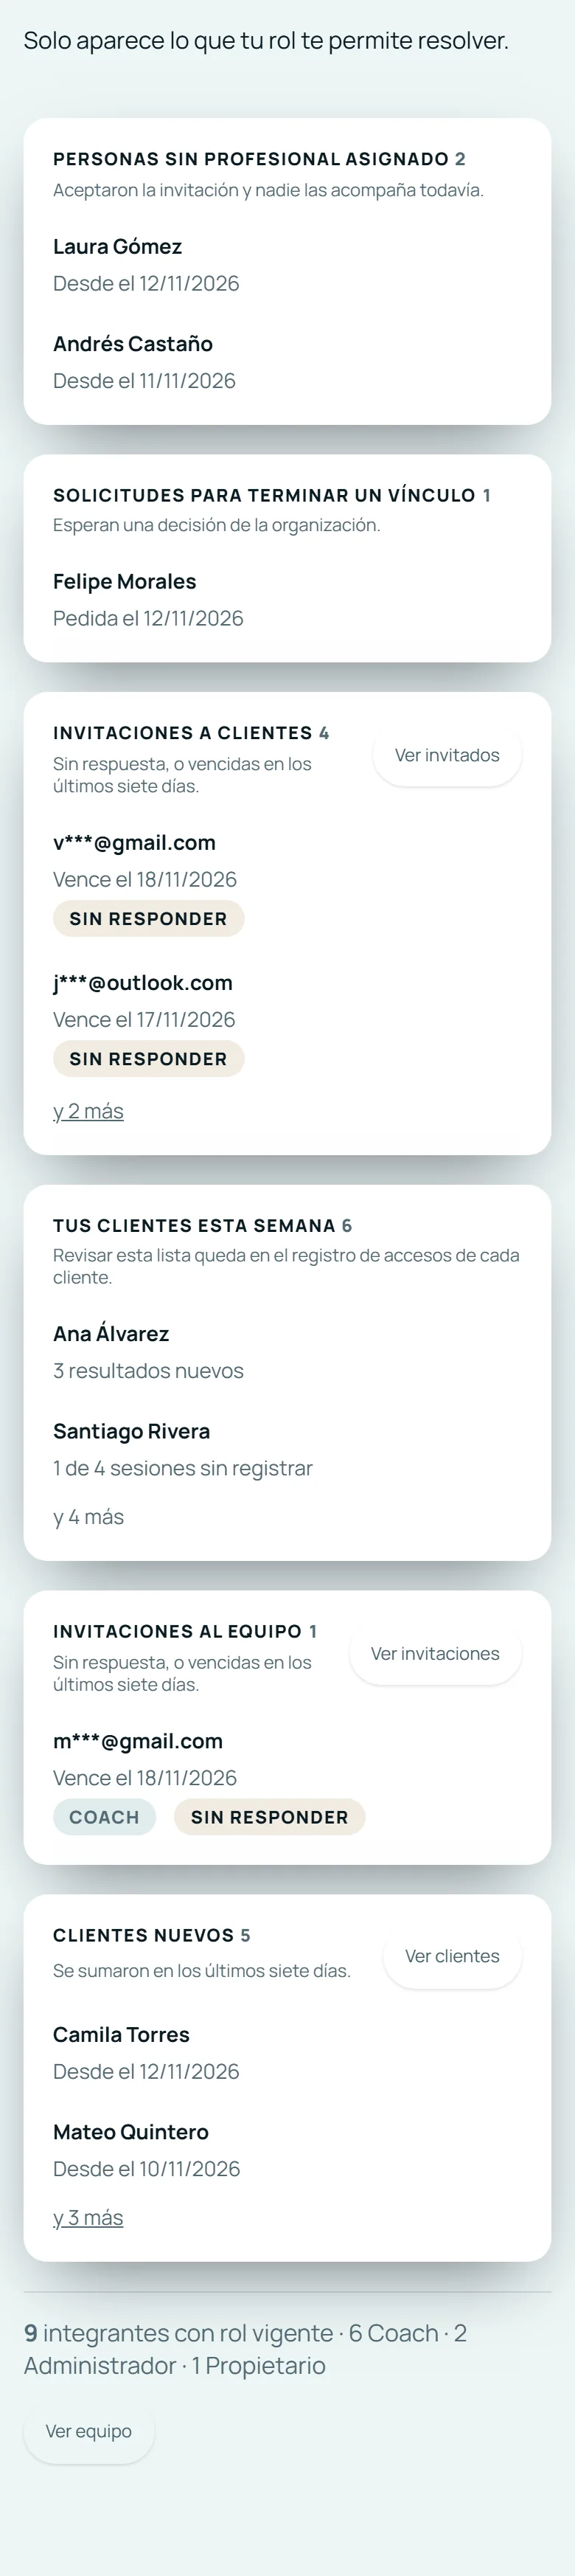 Solo aparece lo que tu rol te permite resolver.
PERSONAS SIN PROFESIONAL ASIGNADO 2
Aceptaron la invitación y nadie las acompaña todavía.
Laura Gómez
Desde el 12/11/2026
Andrés Castaño
Desde el 11/11/2026
SOLICITUDES PARA TERMINAR UN VÍNCULO 1
Esperan una decisión de la organización.
Felipe Morales
Pedida el 12/11/2026
INVITACIONES A CLIENTES 4
Ver invitados
Sin respuesta, o vencidas en los
últimos siete días.
v***@gmail.com
Vence el 18/11/2026
SIN RESPONDER
j***@outlook.com
Vence el 17/11/2026
SIN RESPONDER
y 2 más
TUS CLIENTES ESTA SEMANA 6
Revisar esta lista queda en el registro de accesos de cada
cliente.
Ana Álvarez
3 resultados nuevos
Santiago Rivera
1 de 4 sesiones sin registrar
y 4 más
INVITACIONES AL EQUIPO 1
Ver invitaciones
Sin respuesta, o vencidas en los
últimos siete días.
m***@gmail.com
Vence el 18/11/2026
COACH SIN RESPONDER
CLIENTES NUEVOS 5
Ver clientes
Se sumaron en los últimos siete días.
Camila Torres
Desde el 12/11/2026
Mateo Quintero
Desde el 10/11/2026
y 3 más
9 integrantes con rol vigente · 6 Coach · 2
Administrador · 1 Propietario
Ver equipo